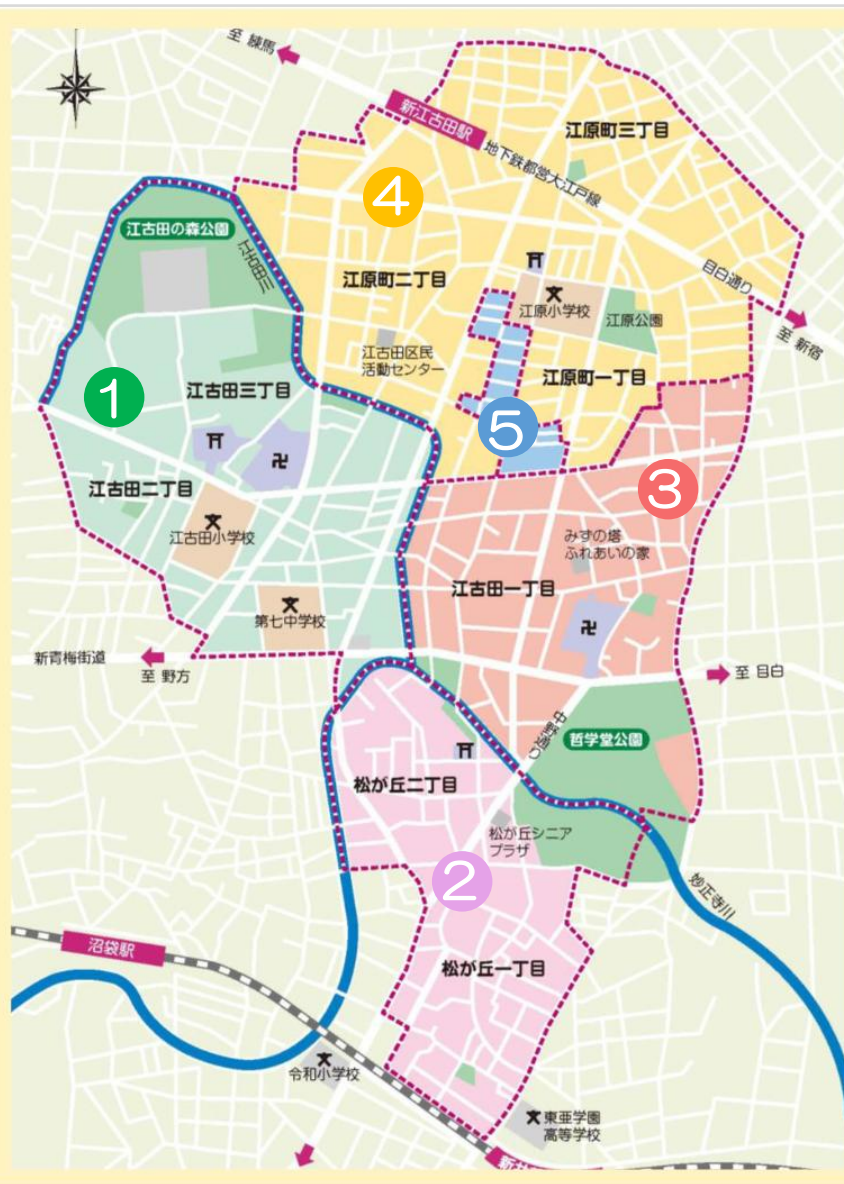 至 練馬
新江古田駅
江原町三丁目
地下鉄都営大江戸線
④
江古田の森公園
江古田川
目白通り
江原町二丁目
江原小学校
江原公園
至 新宿
江古田区民
活動センター
江原町一丁目
①
江古田三丁目
⑤
江古田二丁目
③
江古田小学校
みずの塔
ふれあいの家
江古田一丁目
第七中学校
卍
卍
新青梅街道
至 野方
至 目白
中野通り
哲学堂公園
松が丘二丁目
松が丘シニア
プラザ
②
妙正寺川
沼袋駅
松が丘一丁目
令和小学校
東亜学園
高等学校